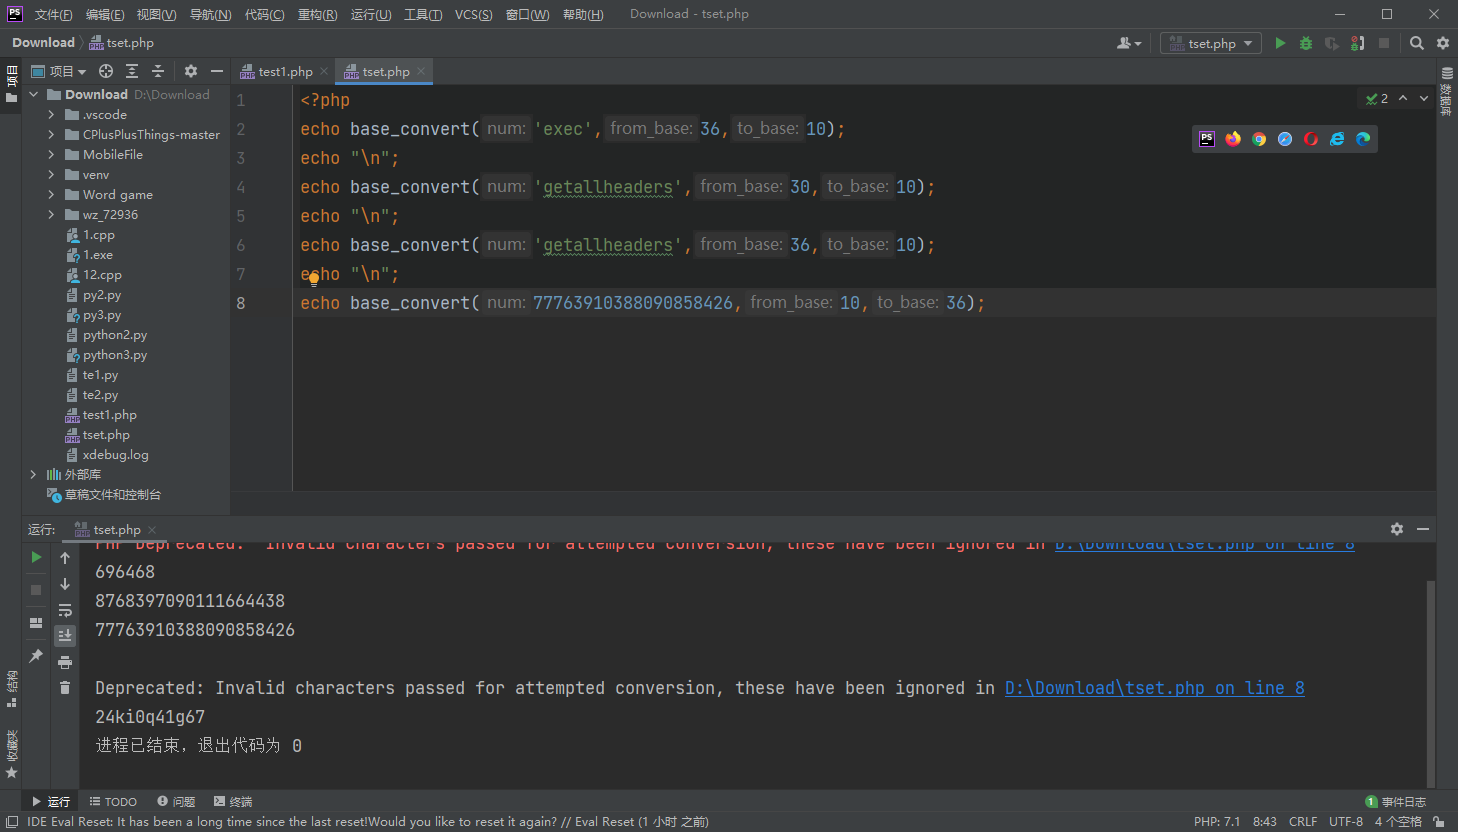 PS 文件(F) 编辑(E) 视图(V) 导航(N) 代码(C) 重构(R) 运行(U) 工具(T) VCS(S) 窗口(W) 帮助(H) Download - tset.php
Download tset.php
tset.php
项目
项目
test1.php
tset.php
数据库
Download D:\Download
.vscode
CPlusPlusThings-master
MobileFile
venv
Word game
wz_72936
1.cpp
1.exe
12.cpp
py2.py
py3.py
python2.py
python3.py
te1.py
te2.py
test1.php
tset.php
xdebug.log
外部库
草稿文件和控制台
2
1 <?php
2 echo base_convert( num: 'exec', from_base: 36, to_base: 10);
3 echo "\n";
4 echo base_convert( num: 'getallheaders', from_base: 30, to_base: 10);
5 echo "\n";
6 echo base_convert( num: 'getallheaders', from_base: 36, to_base: 10);
7 echo "\n";
8 echo base_convert( num: 77763910388090858426, from_base: 10, to_base: 36);
运行: tset.php
PHP Deprecated:  Invalid characters passed for attempted conversion, these have been ignored in D:\Download\tset.php on line 8
696468
8768397090111664438
77763910388090858426
Deprecated: Invalid characters passed for attempted conversion, these have been ignored in D:\Download\tset.php on line 8
24ki0q41g67
进程已结束，退出代码为 0
结构
收藏夹
运行 TODO 问题 终端 1 事件日志
IDE Eval Reset: It has been a long time since the last reset!Would you like to reset it again? // Eval Reset (1 小时 之前) PHP: 7.1 8:43 CRLF UTF-8 4 个空格